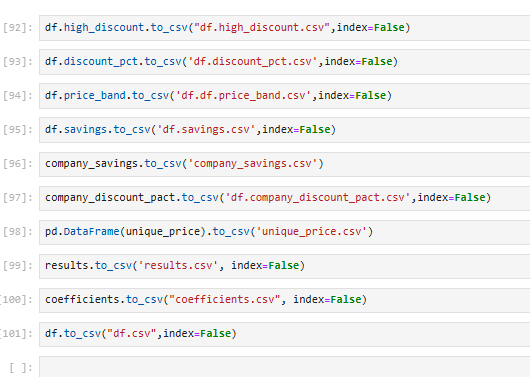 [92]: df.high_discount.to_csv("df.high_discount.csv",index=False)
[93]: df.discount_pct.to_csv('df.discount_pct.csv',index=False)
[94]: df.price_band.to_csv('df.df.price_band.csv',index=False)
[95]: df.savings.to_csv('df.savings.csv',index=False)
[96]: company_savings.to_csv('company_savings.csv')
[97]: company_discount_pact.to_csv('df.company_discount_pact.csv',index=False)
[98]: pd.DataFrame(unique_price).to_csv('unique_price.csv')
[99]: results.to_csv('results.csv', index=False)
[100]: coefficients.to_csv("coefficients.csv", index=False)
[101]: df.to_csv("df.csv",index=False)
[ ]: